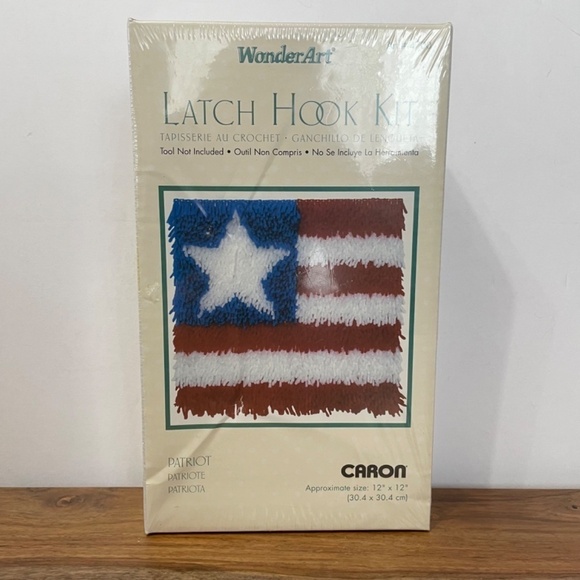 WonderArt®
LATCH HOOK KIT
TAPISSERIE AU CROCHET • GANCHILLO DE LENGÜETA
Tool Not Included • Outil Non Compris • No Se Incluye La Herramienta
PATRIOT
PATRIOTE
PATRIOTA
CARON®
Approximate size: 12" x 12"
(30.4 x 30.4 cm)